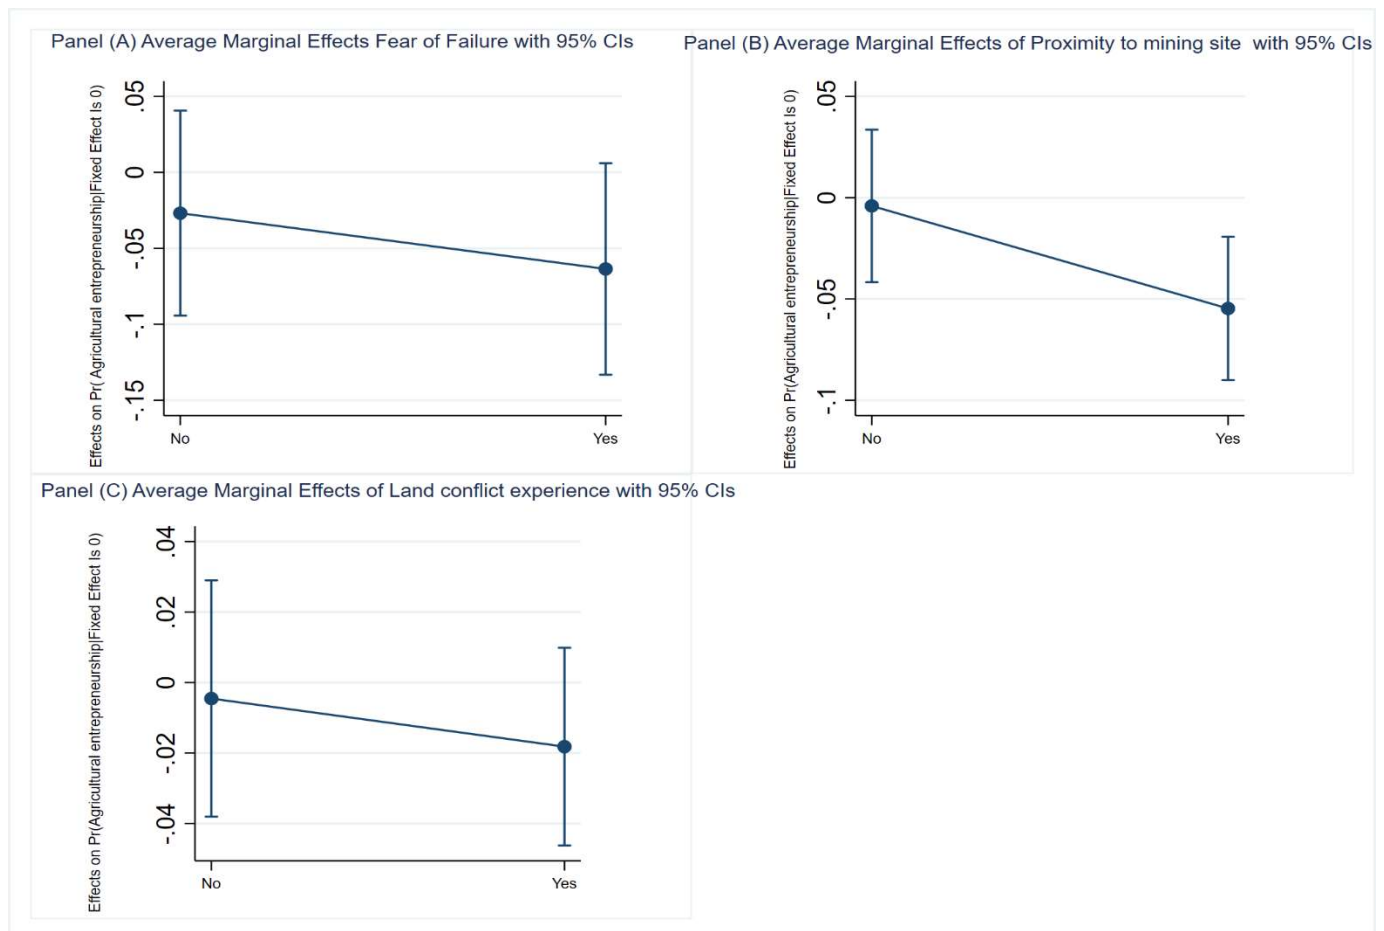 Panel (A) Average Marginal Effects Fear of Failure with 95% CIs
Effects on Pr( Agricultural entrepreneurship|Fixed Effect Is 0)
.05
0
-.05
-.1
-.15
No
Yes
Panel (B) Average Marginal Effects of Proximity to mining site with 95% CIs
Effects on Pr(Agricultural entrepreneurship|Fixed Effect Is 0)
.05
0
-.05
-.1
No
Yes
Panel (C) Average Marginal Effects of Land conflict experience with 95% CIs
Effects on Pr(Agricultural entrepreneurship|Fixed Effect Is 0)
.04
.02
0
-.02
-.04
No
Yes